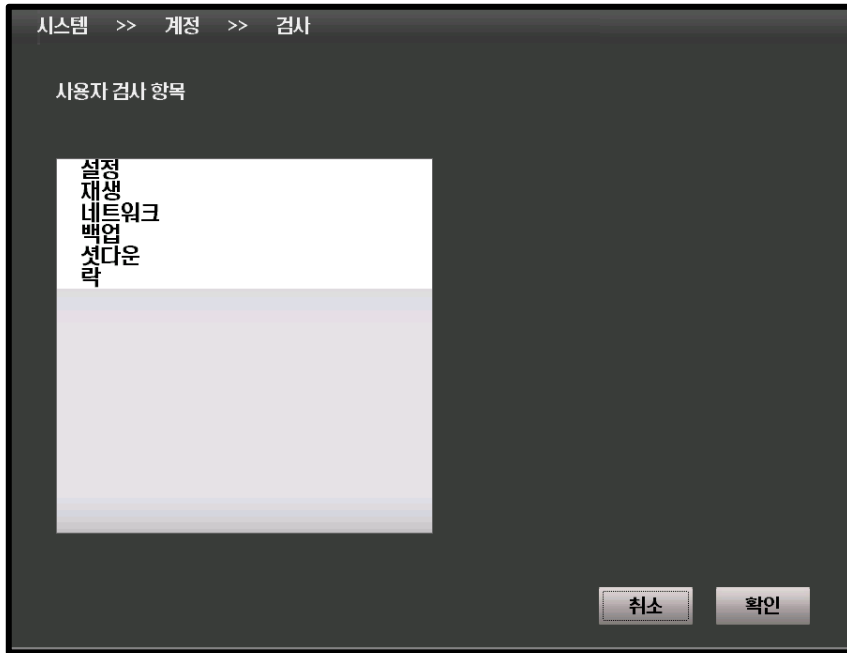 시스템 >> 계정 >> 검사
사용자 검사 항목
설정
재생
네트워크
백업
셧다운
락
취소 확인